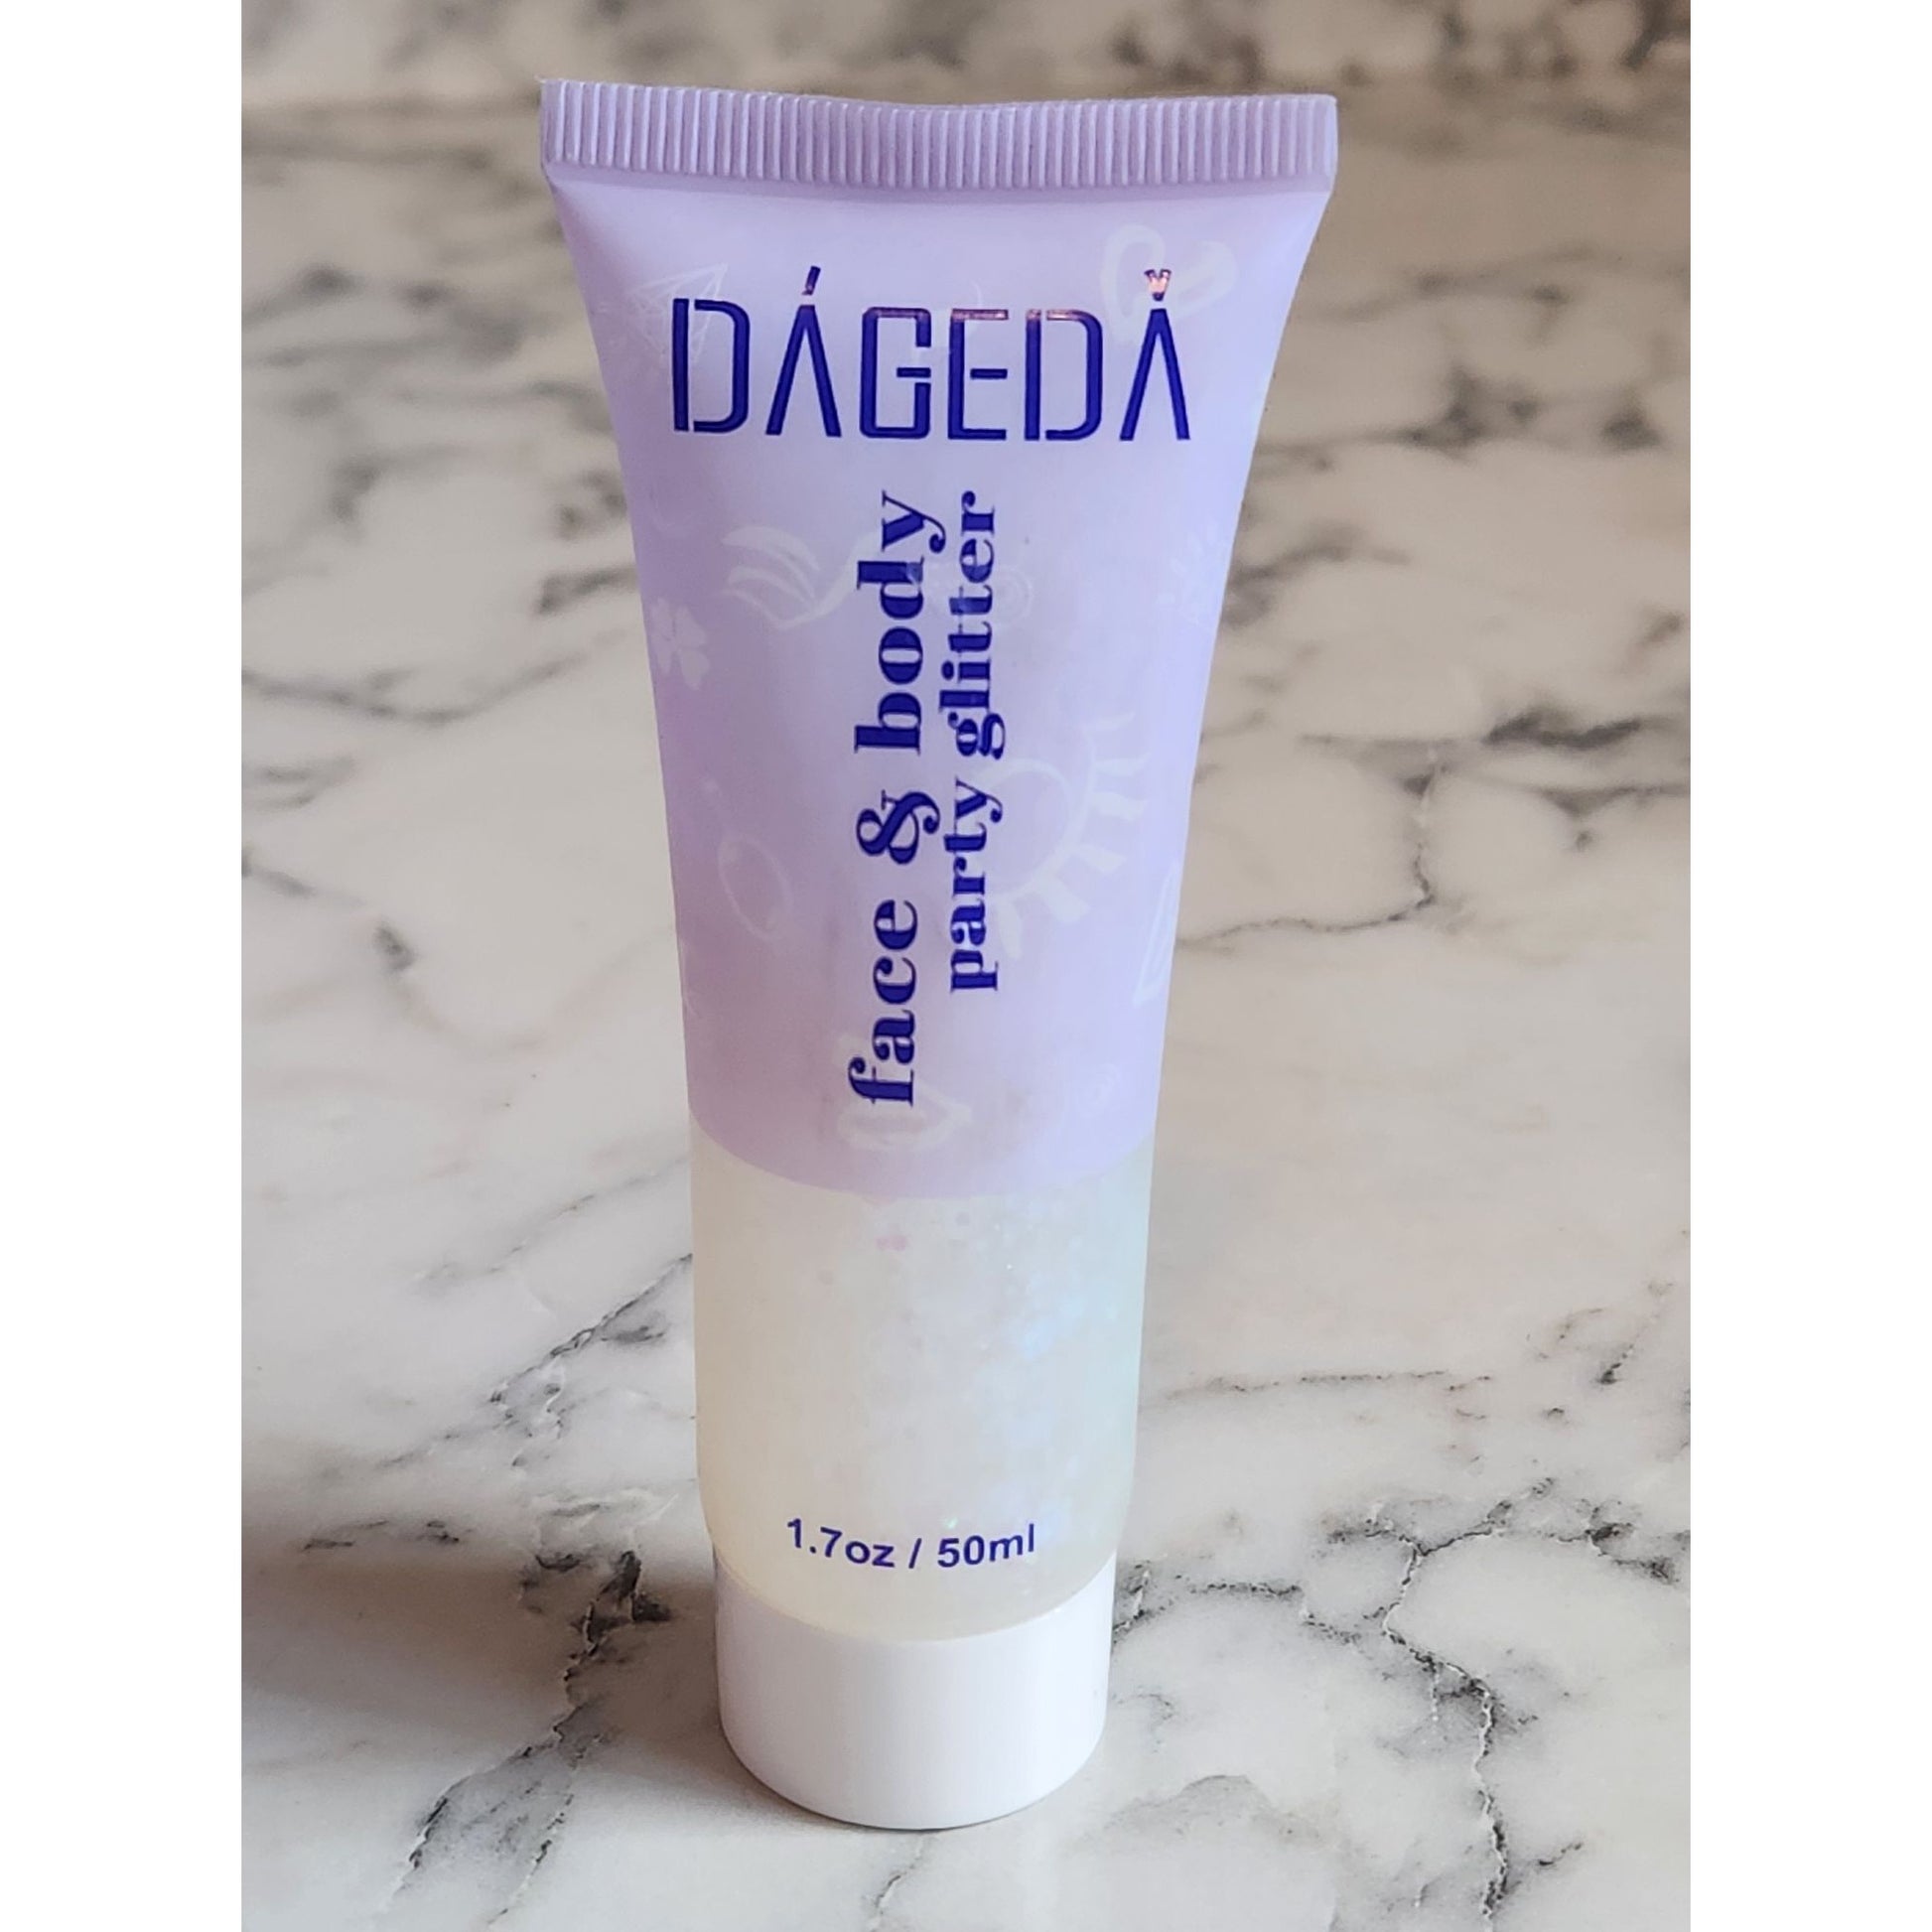 DÁGEDǍ
face & body
party glitter
1.7oz / 50ml